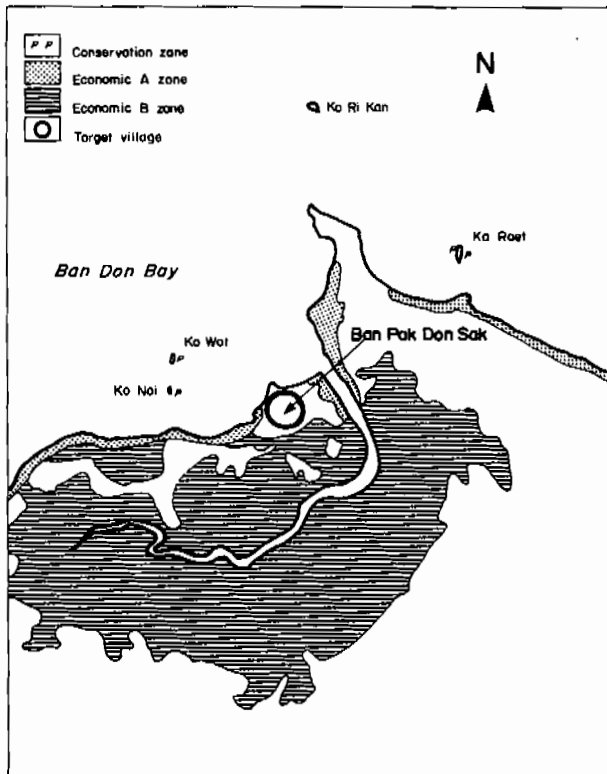 P P Conservation zone
Economic A zone
Economic B zone
Target village
N
Ko Ri Kan
Ko Raet
P P
Ban Don Bay
Ban Pak Don Sak
Ko Wat
P
Ko Noi
P